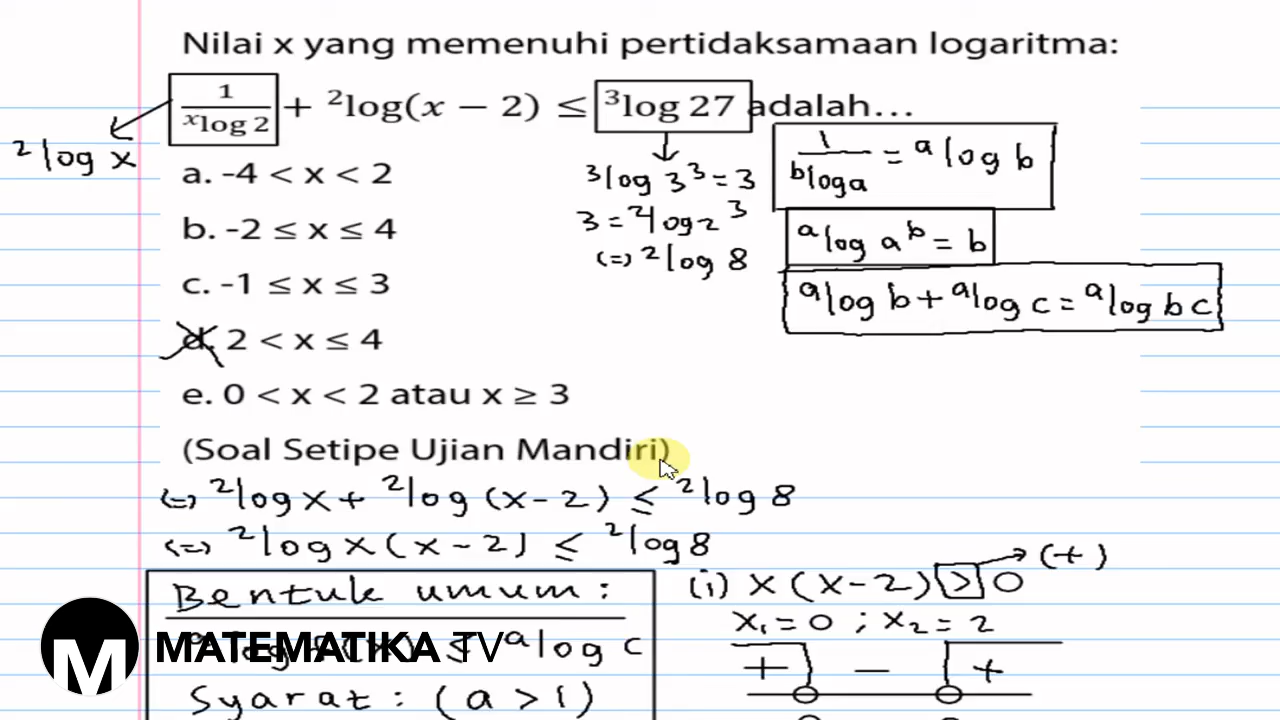 Nilai x yang memenuhi pertidaksamaan logaritma:
1/(ˣlog 2) + ²log(x − 2) ≤ ³log 27 adalah…
²log x
1/(ᵇlog a) = ᵃlog b
a. -4 < x < 2
³log 3³ = 3
3 = ²log 2³
b. -2 ≤ x ≤ 4
ᵃlog aᵇ = b
(=) ²log 8
c. -1 ≤ x ≤ 3
ᵃlog b + ᵃlog c = ᵃlog bc
d. 2 < x ≤ 4
e. 0 < x < 2 atau x ≥ 3
(Soal Setipe Ujian Mandiri)
(=) ²log x + ²log (x − 2) ≤ ²log 8
(=) ²log x (x − 2) ≤ ²log 8
Bentuk umum:
ᵃlog f(x) ≤ ᵃlog c
Syarat : (a > 1)
(i) x (x − 2) > 0 (+)
x₁ = 0 ; x₂ = 2
+ − +
M MATEMATIKA TV